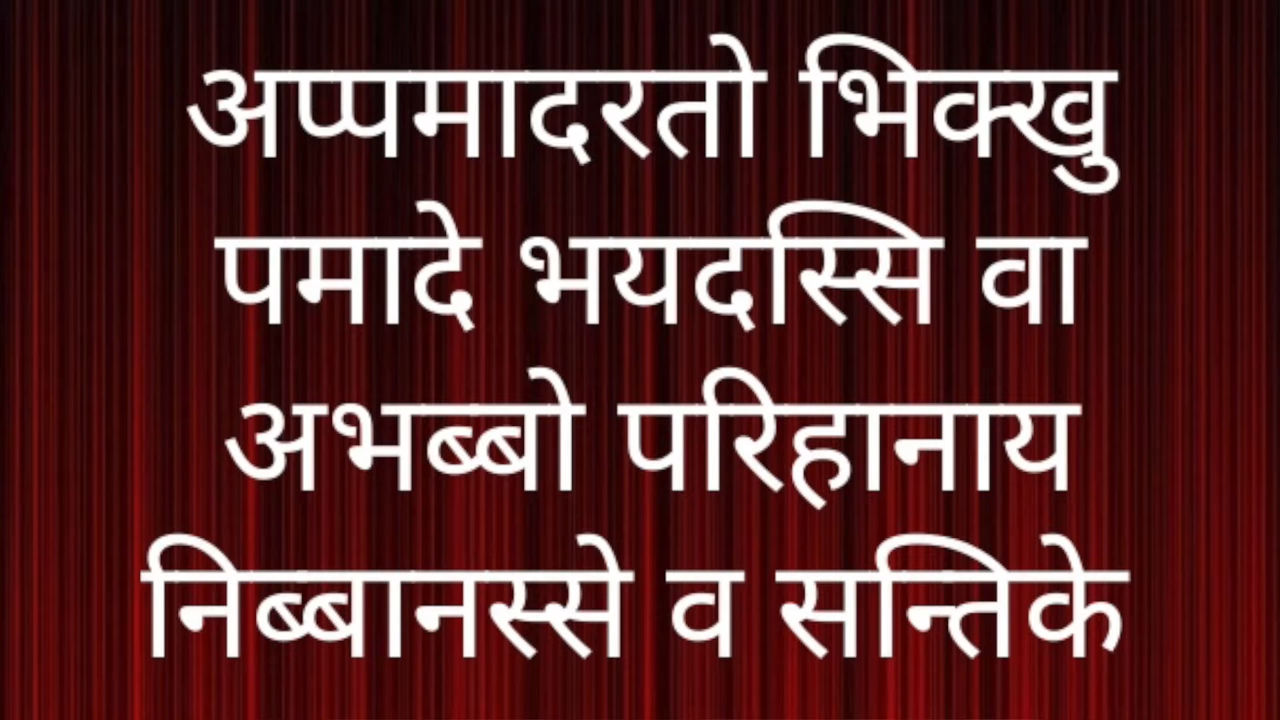 अप्पमादरतो भिक्खु
पमादे भयदस्सि वा
अभब्बो परिहानाय
निब्बानस्से व सन्तिके